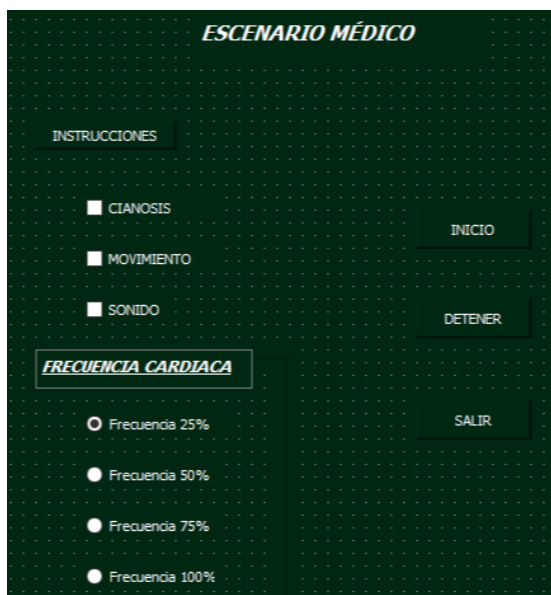 ESCENARIO MÉDICO
INSTRUCCIONES
CIANOSIS
INICIO
MOVIMIENTO
SONIDO
DETENER
FRECUENCIA CARDIACA
Frecuencia 25%
SALIR
Frecuencia 50%
Frecuencia 75%
Frecuencia 100%